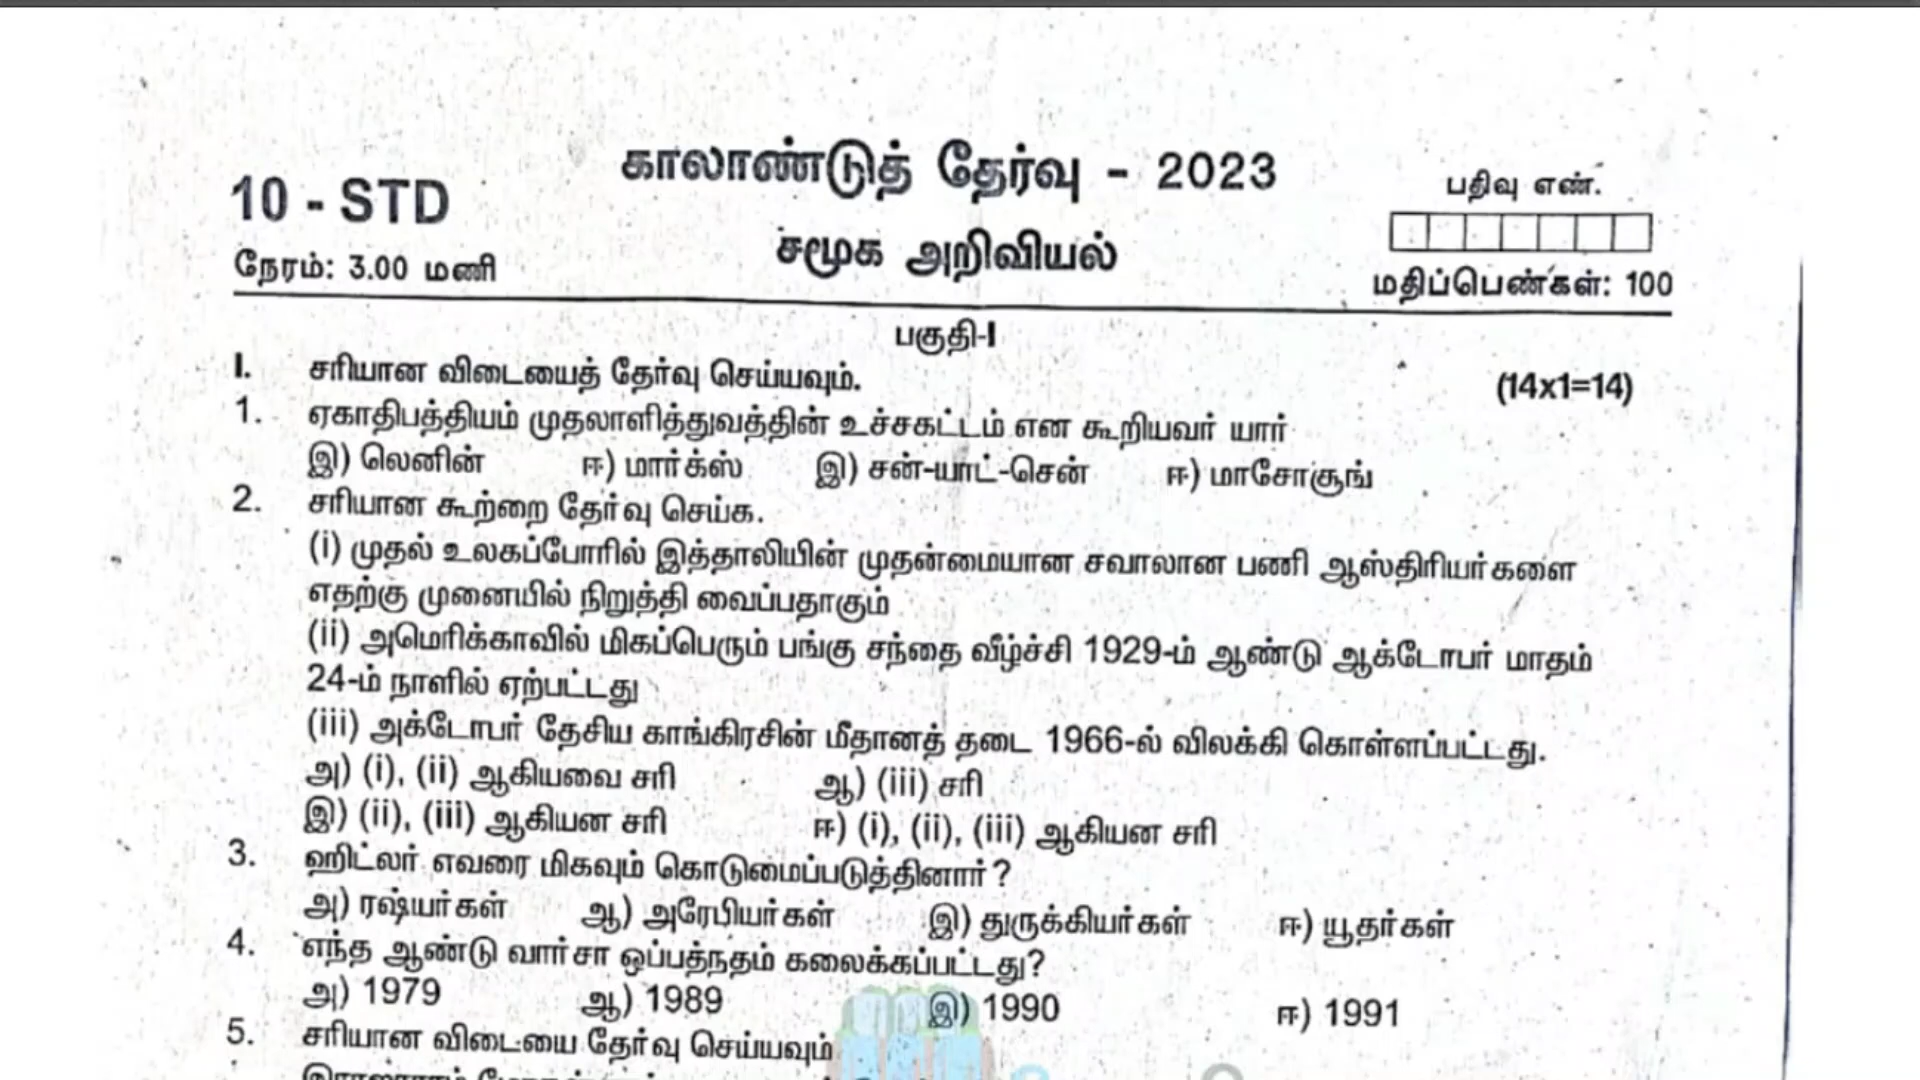 காலாண்டுத் தேர்வு - 2023
10 - STD
பதிவு எண்.
சமூக அறிவியல்
நேரம்: 3.00 மணி
மதிப்பெண்கள்: 100
பகுதி-I
I. சரியான விடையைத் தேர்வு செய்யவும். (14x1=14)
1. ஏகாதிபத்தியம் முதலாளித்துவத்தின் உச்சகட்டம் என கூறியவர் யார்
இ) லெனின் ஈ) மார்க்ஸ் இ) சன்-யாட்-சென் ஈ) மாசோதுங்
2. சரியான கூற்றை தேர்வு செய்க.
(i) முதல் உலகப்போரில் இத்தாலியின் முதன்மையான சவாலான பணி ஆஸ்திரியர்களை
எதற்கு முனையில் நிறுத்தி வைப்பதாகும்
(ii) அமெரிக்காவில் மிகப்பெரும் பங்கு சந்தை வீழ்ச்சி 1929-ம் ஆண்டு ஆக்டோபர் மாதம்
24-ம் நாளில் ஏற்பட்டது
(iii) அக்டோபர் தேசிய காங்கிரசின் மீதானத் தடை 1966-ல் விலக்கி கொள்ளப்பட்டது.
அ) (i), (ii) ஆகியவை சரி ஆ) (iii) சரி
இ) (ii), (iii) ஆகியன சரி ஈ) (i), (ii), (iii) ஆகியன சரி
3. ஹிட்லர் எவரை மிகவும் கொடுமைப்படுத்தினார்?
அ) ரஷ்யர்கள் ஆ) அரேபியர்கள் இ) துருக்கியர்கள் ஈ) யூதர்கள்
4. எந்த ஆண்டு வார்சா ஒப்பத்நதம் கலைக்கப்பட்டது?
அ) 1979 ஆ) 1989 இ) 1990 ஈ) 1991
5. சரியான விடையை தேர்வு செய்யவும்